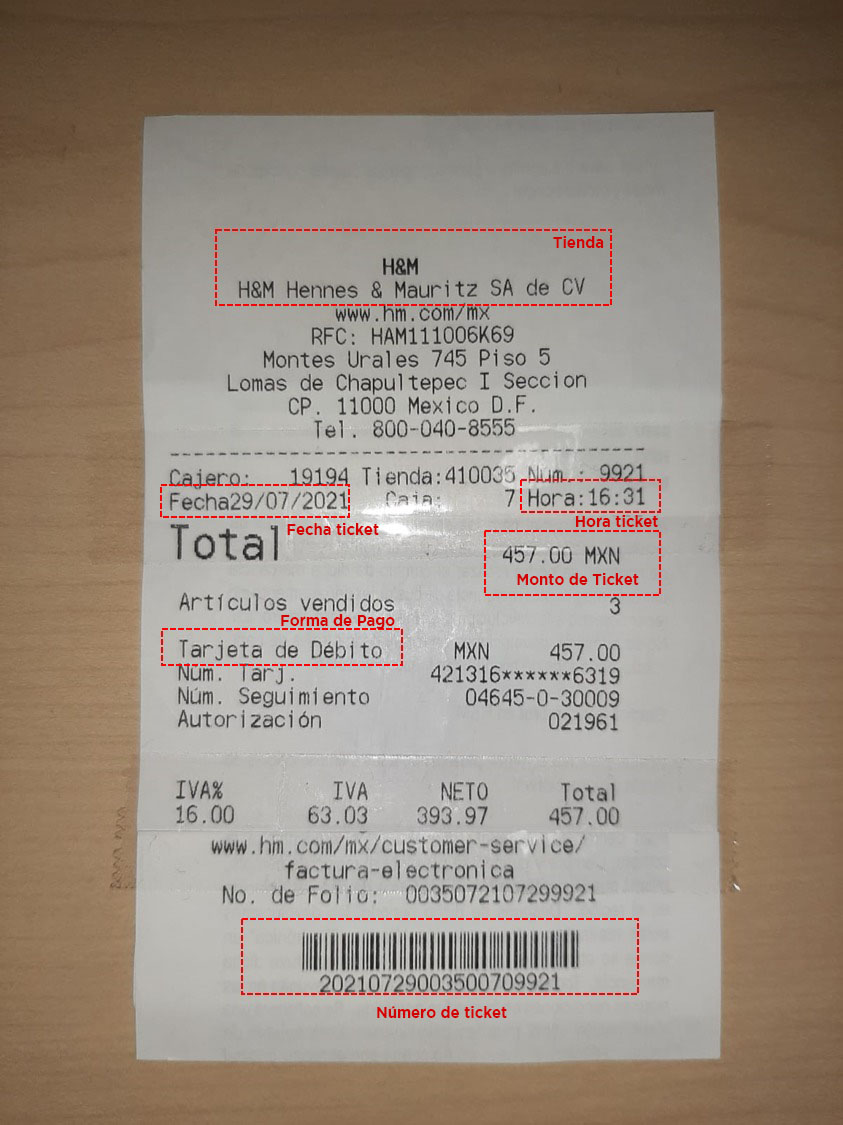 Tienda
H&M
H&M Hennes & Mauritz SA de CV
www.hm.com/mx
RFC: HAM111006K69
Montes Urales 745 Piso 5
Lomas de Chapultepec I Seccion
CP. 11000 Mexico D.F.
Tel. 800-040-8555
Cajero: 19194 Tienda:410035 Num.: 9921
Fecha29/07/2021 Caja: 7 Hora:16:31
Fecha ticket Hora ticket
Total 457.00 MXN
Monto de Ticket
Artículos vendidos 3
Forma de Pago
Tarjeta de Débito MXN 457.00
Núm. Tarj. 421316******6319
Núm. Seguimiento 04645-0-30009
Autorización 021961
IVA% IVA NETO Total
16.00 63.03 393.97 457.00
www.hm.com/mx/customer-service/
factura-electronica
No. de Folio: 0035072107299921
20210729003500709921
Número de ticket